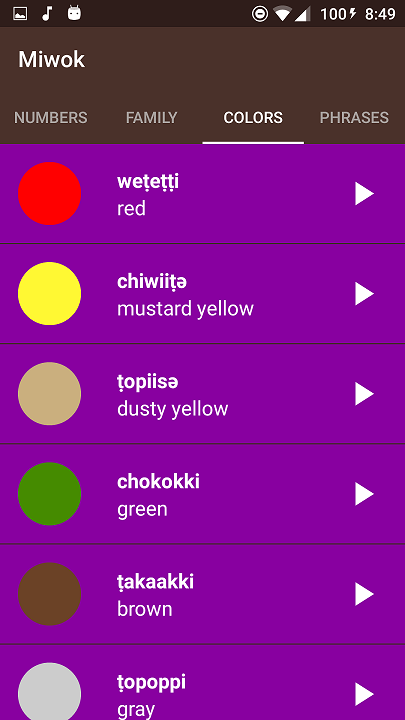 100 8:49
Miwok
NUMBERS FAMILY COLORS PHRASES
weṭeṭṭi
red
chiwiiṭə
mustard yellow
ṭopiisə
dusty yellow
chokokki
green
ṭakaakki
brown
ṭopoppi
gray